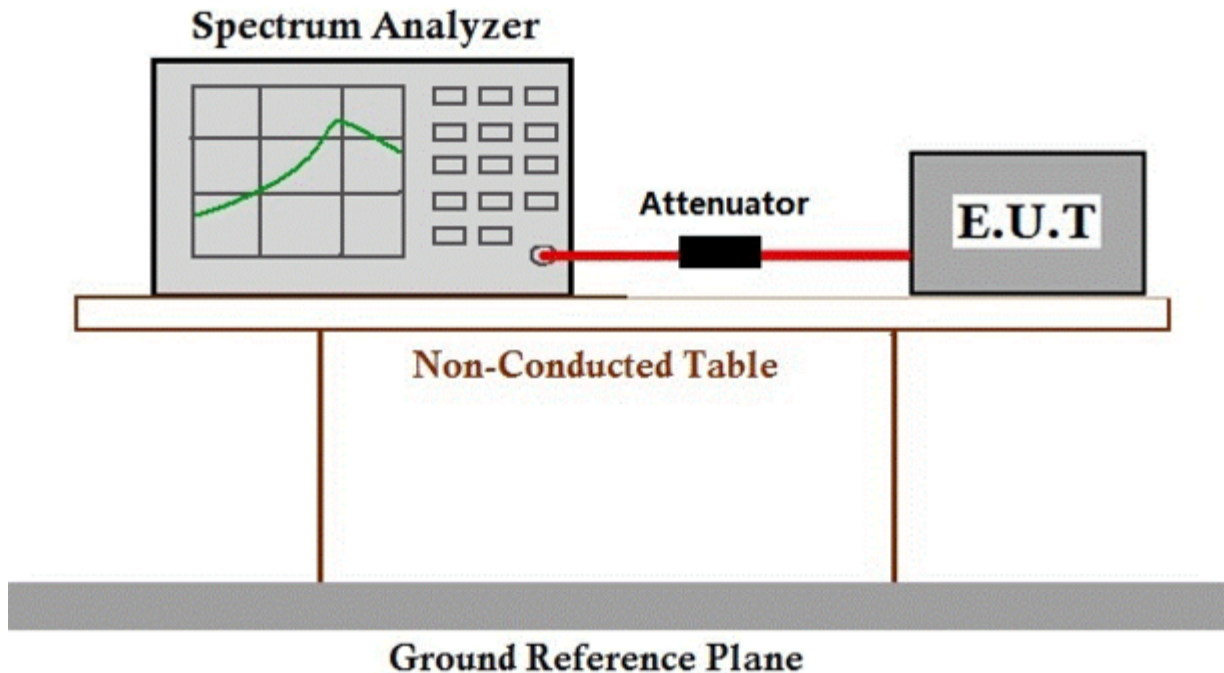 Spectrum Analyzer
Attenuator
E.U.T
Non-Conducted Table
Ground Reference Plane